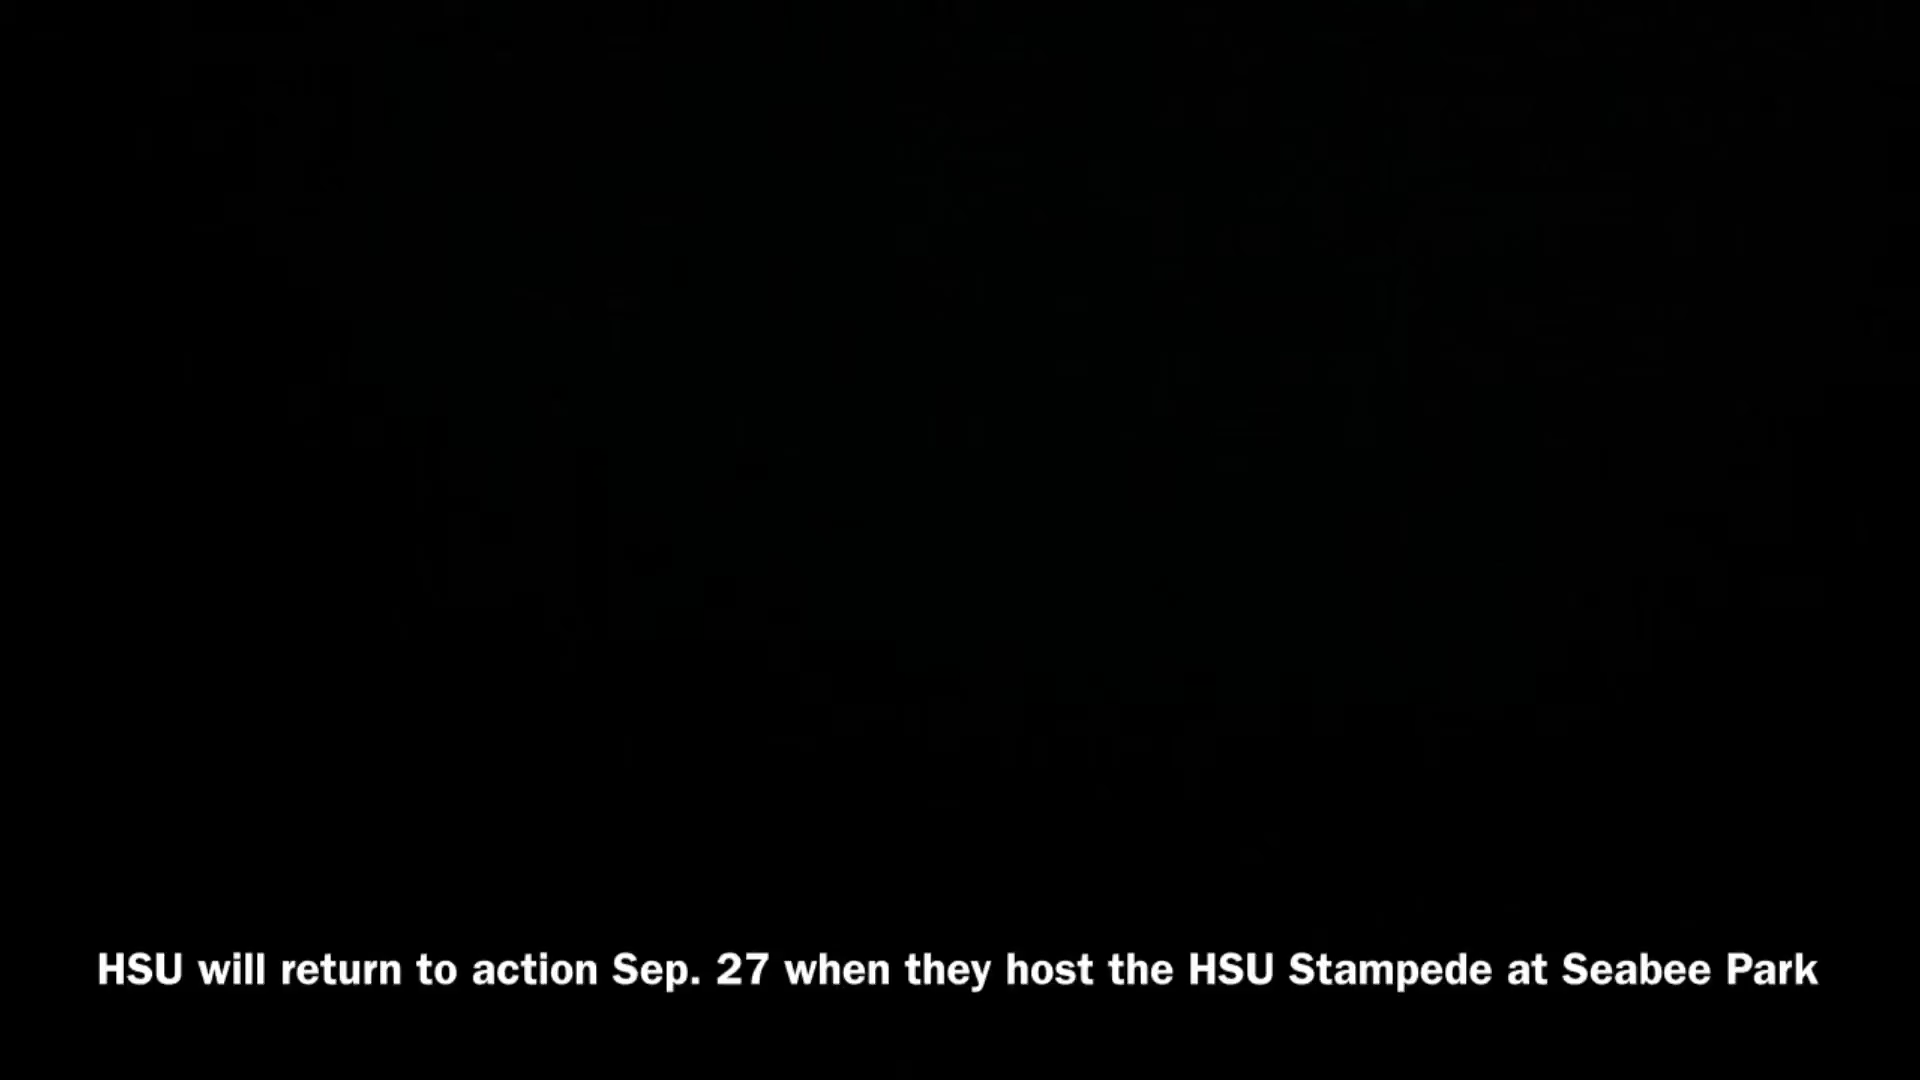 HSU will return to action Sep. 27 when they host the HSU Stampede at Seabee Park